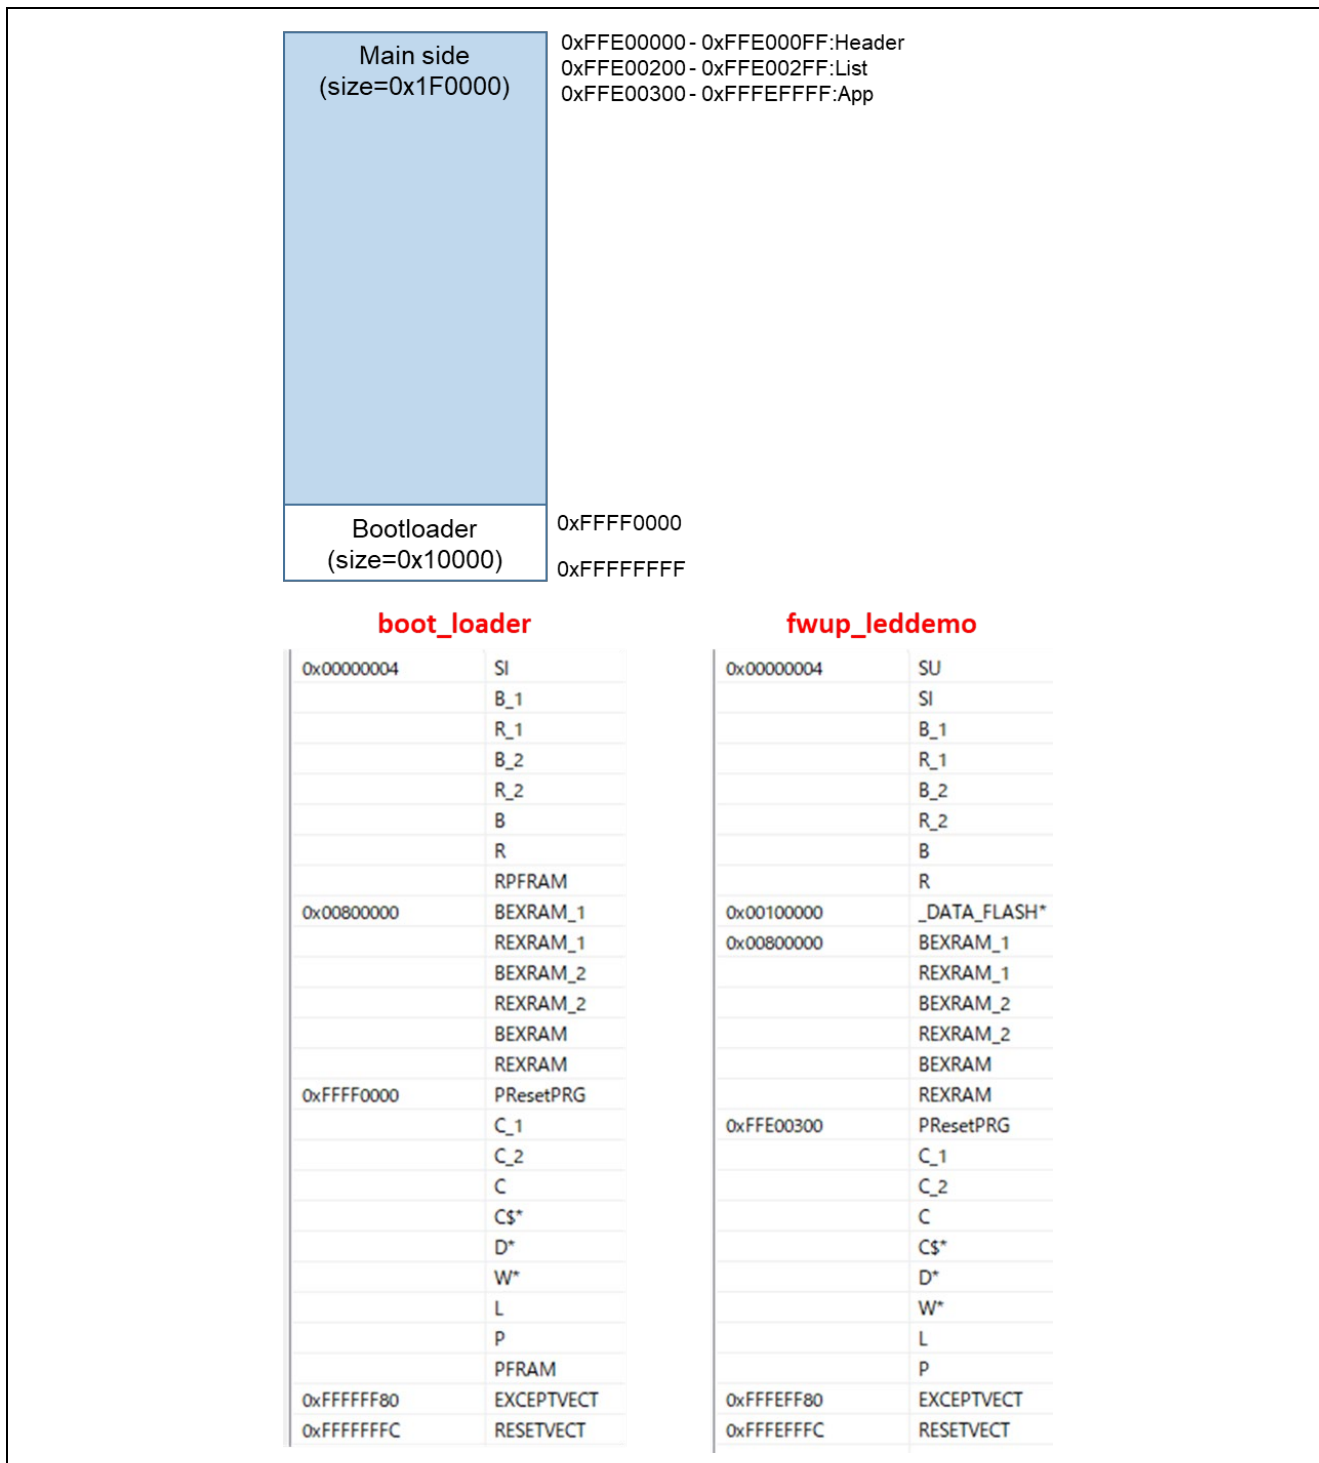 Main side
(size=0x1F0000)
0xFFE00000 - 0xFFE000FF:Header
0xFFE00200 - 0xFFE002FF:List
0xFFE00300 - 0xFFFEFFFF:App
Bootloader
(size=0x10000)
0xFFFF0000
0xFFFFFFFF
boot_loader
0x00000004 SI
B_1
R_1
B_2
R_2
B
R
RPFRAM
0x00800000 BEXRAM_1
REXRAM_1
BEXRAM_2
REXRAM_2
BEXRAM
REXRAM
0xFFFF0000 PResetPRG
C_1
C_2
C
C$*
D*
W*
L
P
PFRAM
0xFFFFFF80 EXCEPTVECT
0xFFFFFFFC RESETVECT
fwup_leddemo
0x00000004 SU
SI
B_1
R_1
B_2
R_2
B
R
0x00100000 _DATA_FLASH*
0x00800000 BEXRAM_1
REXRAM_1
BEXRAM_2
REXRAM_2
BEXRAM
REXRAM
0xFFE00300 PResetPRG
C_1
C_2
C
C$*
D*
W*
L
P
0xFFFEFF80 EXCEPTVECT
0xFFFEFFFC RESETVECT